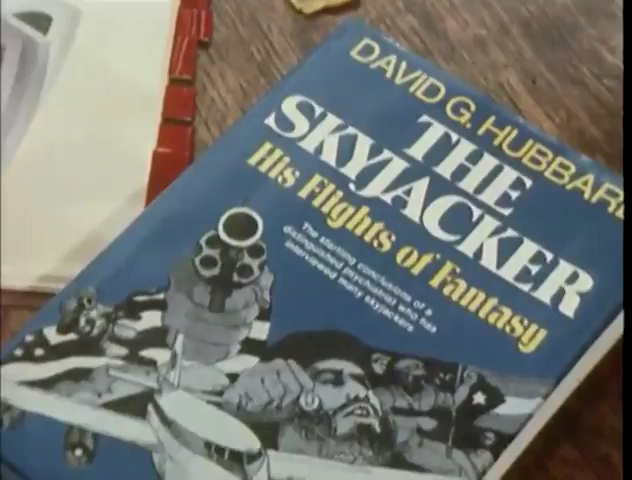 DAVID G. HUBBARD
THE
SKYJACKER
His Flights of Fantasy
The startling conclusions of a
distinguished psychiatrist who has
interviewed many skyjackers